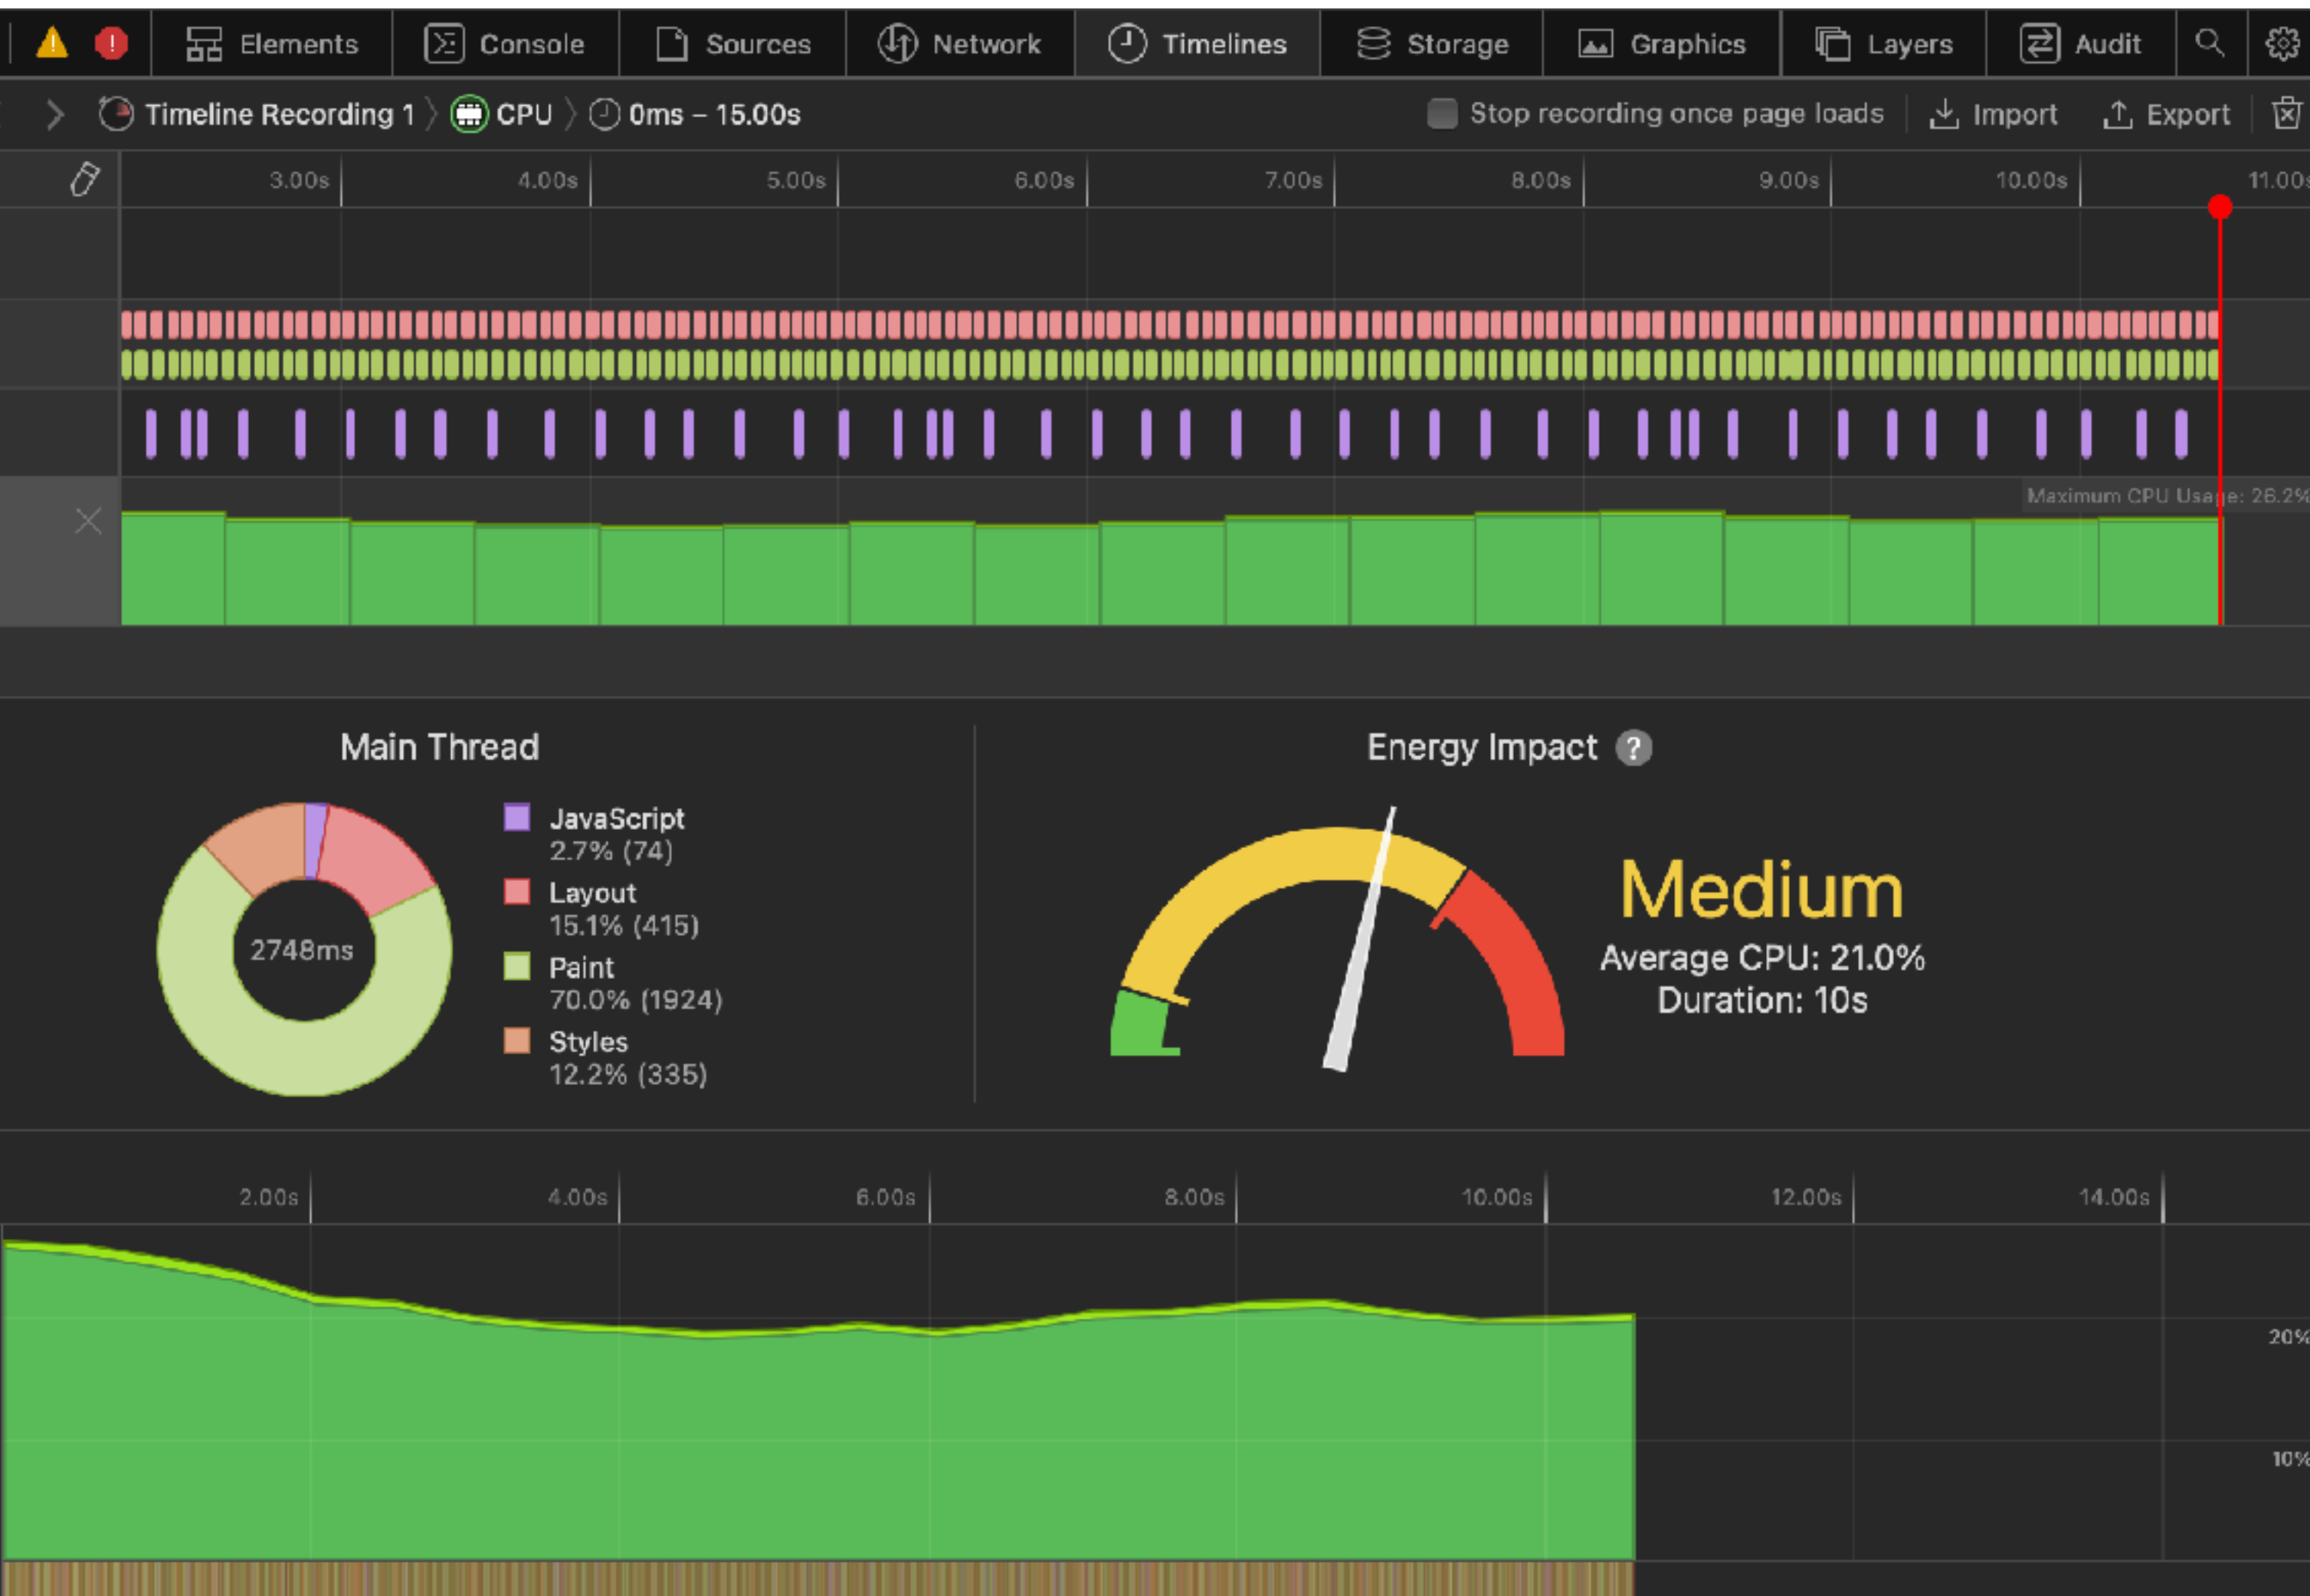 Elements Console Sources Network Timelines Storage Graphics Layers Audit
Timeline Recording 1 CPU 0ms – 15.00s Stop recording once page loads Import Export
3.00s 4.00s 5.00s 6.00s 7.00s 8.00s 9.00s 10.00s 11.00s
Maximum CPU Usage: 26.2%
Main Thread
2748ms
JavaScript
2.7% (74)
Layout
15.1% (415)
Paint
70.0% (1924)
Styles
12.2% (335)
Energy Impact ?
Medium
Average CPU: 21.0%
Duration: 10s
2.00s 4.00s 6.00s 8.00s 10.00s 12.00s 14.00s
20%
10%